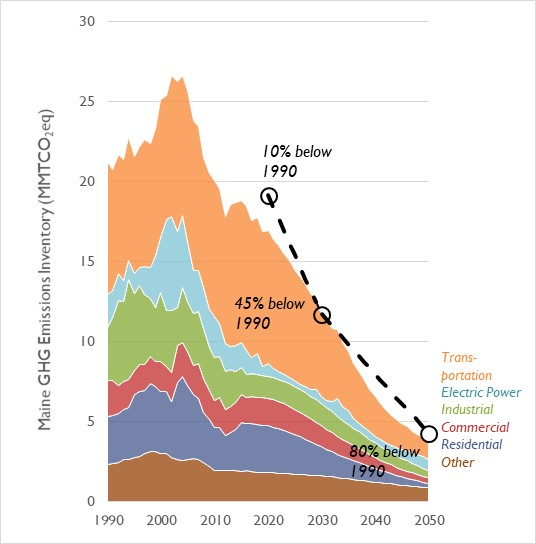 30
25
20
15
10
5
0
Maine GHG Emissions Inventory (MMTCO₂eq)
10% below
1990
45% below
1990
80% below
1990
Trans-
portation
Electric Power
Industrial
Commercial
Residential
Other
1990 2000 2010 2020 2030 2040 2050